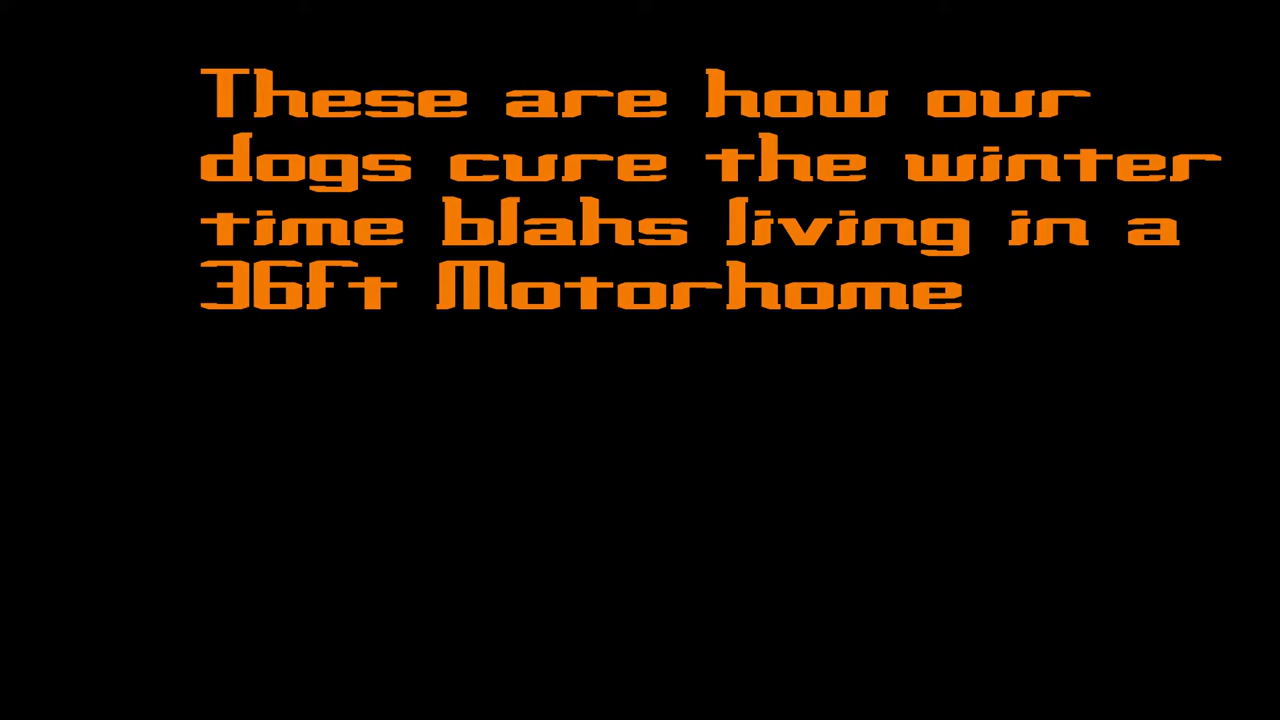 These are how our
dogs cure the winter
time blahs living in a
36ft Motorhome